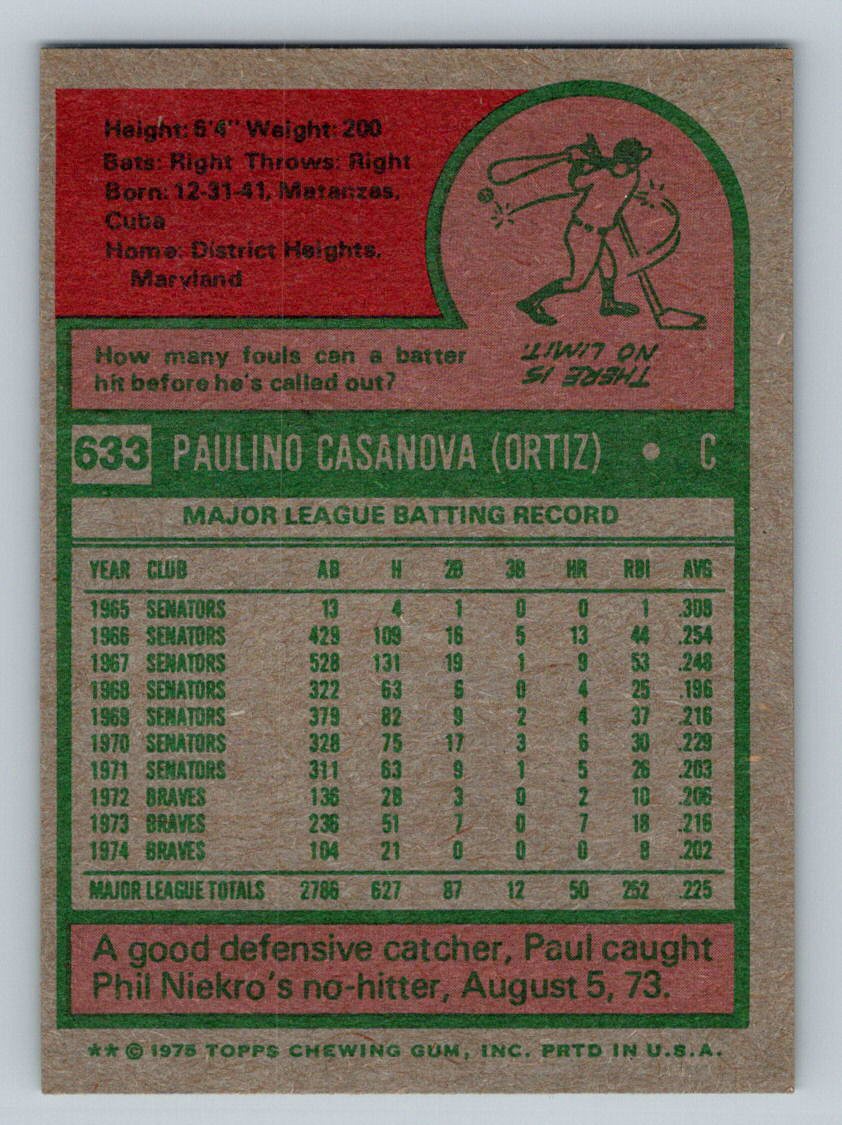 Height: 6'4" Weight: 200
Bats: Right Throws: Right
Born: 12-31-41, Matanzas,
Cuba
Home: District Heights,
Maryland
How many fouls can a batter
hit before he's called out?
THERE IS
NO LIMIT.
633 PAULINO CASANOVA (ORTIZ) • C
MAJOR LEAGUE BATTING RECORD
YEAR CLUB AB H 2B 3B HR RBI AVG
1965 SENATORS 13 4 1 0 0 1 .308
1966 SENATORS 429 109 16 5 13 44 .254
1967 SENATORS 528 131 19 1 9 53 .248
1968 SENATORS 322 63 6 0 4 25 .196
1969 SENATORS 379 82 9 2 4 37 .216
1970 SENATORS 328 75 17 3 6 30 .229
1971 SENATORS 311 63 9 1 5 26 .203
1972 BRAVES 136 28 3 0 2 10 .206
1973 BRAVES 236 51 7 0 7 18 .216
1974 BRAVES 104 21 0 0 0 8 .202
MAJOR LEAGUE TOTALS 2786 627 87 12 50 252 .225
A good defensive catcher, Paul caught
Phil Niekro's no-hitter, August 5, 73.
** © 1975 TOPPS CHEWING GUM, INC. PRTD IN U.S.A.